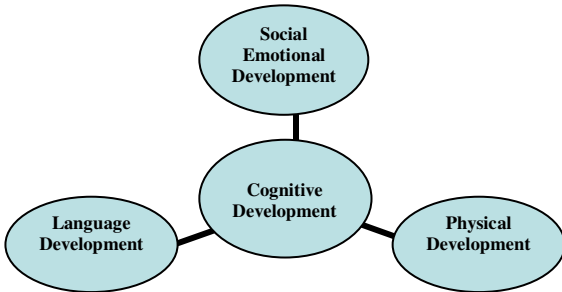 Social
Emotional
Development
Cognitive
Development
Language
Development
Physical
Development